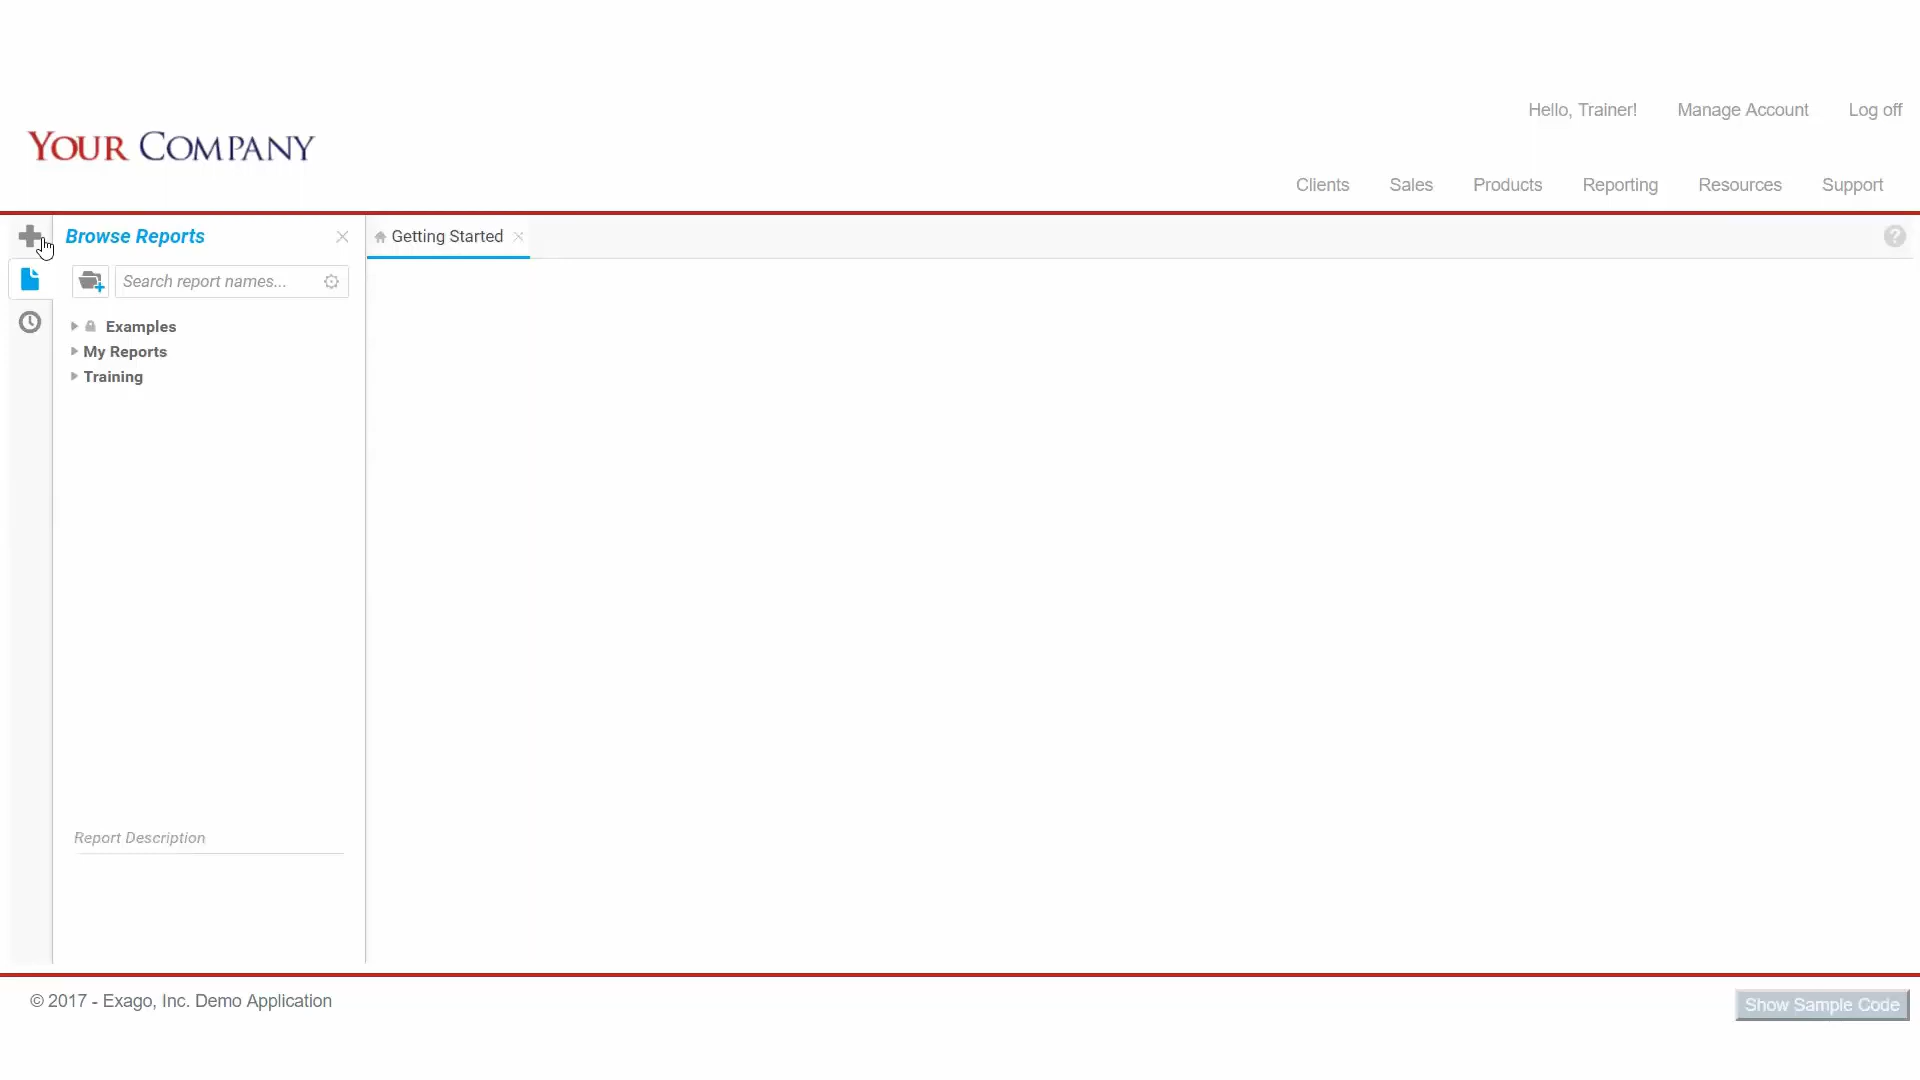 Hello, Trainer! Manage Account Log off
YOUR COMPANY
Clients Sales Products Reporting Resources Support
Browse Reports
Getting Started
?
Search report names...
Examples
My Reports
Training
Report Description
© 2017 - Exago, Inc. Demo Application
Show Sample Code